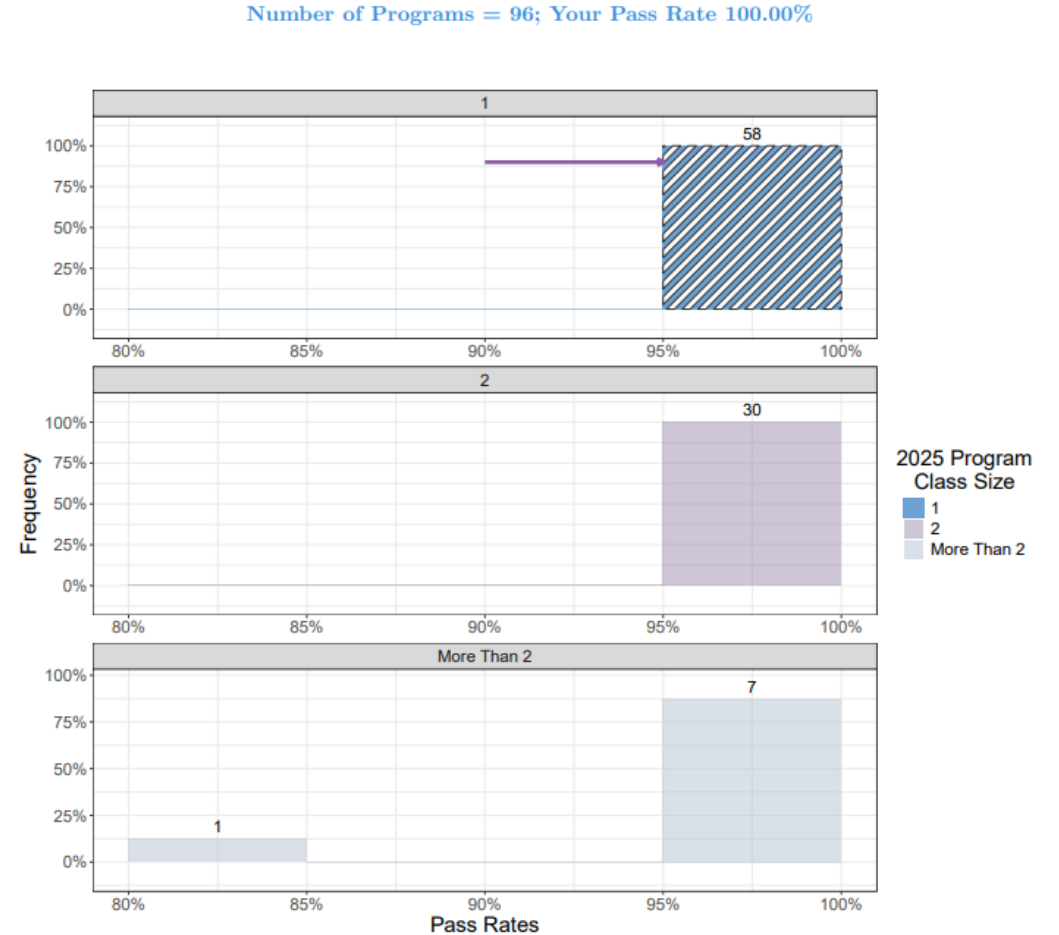 Number of Programs = 96; Your Pass Rate 100.00%
1
58
100%
75%
50%
25%
0%
80% 85% 90% 95% 100%
2
30
100%
75%
50%
25%
0%
80% 85% 90% 95% 100%
More Than 2
7
1
100%
75%
50%
25%
0%
80% 85% 90% 95% 100%
Frequency
Pass Rates
2025 Program
Class Size
1
2
More Than 2